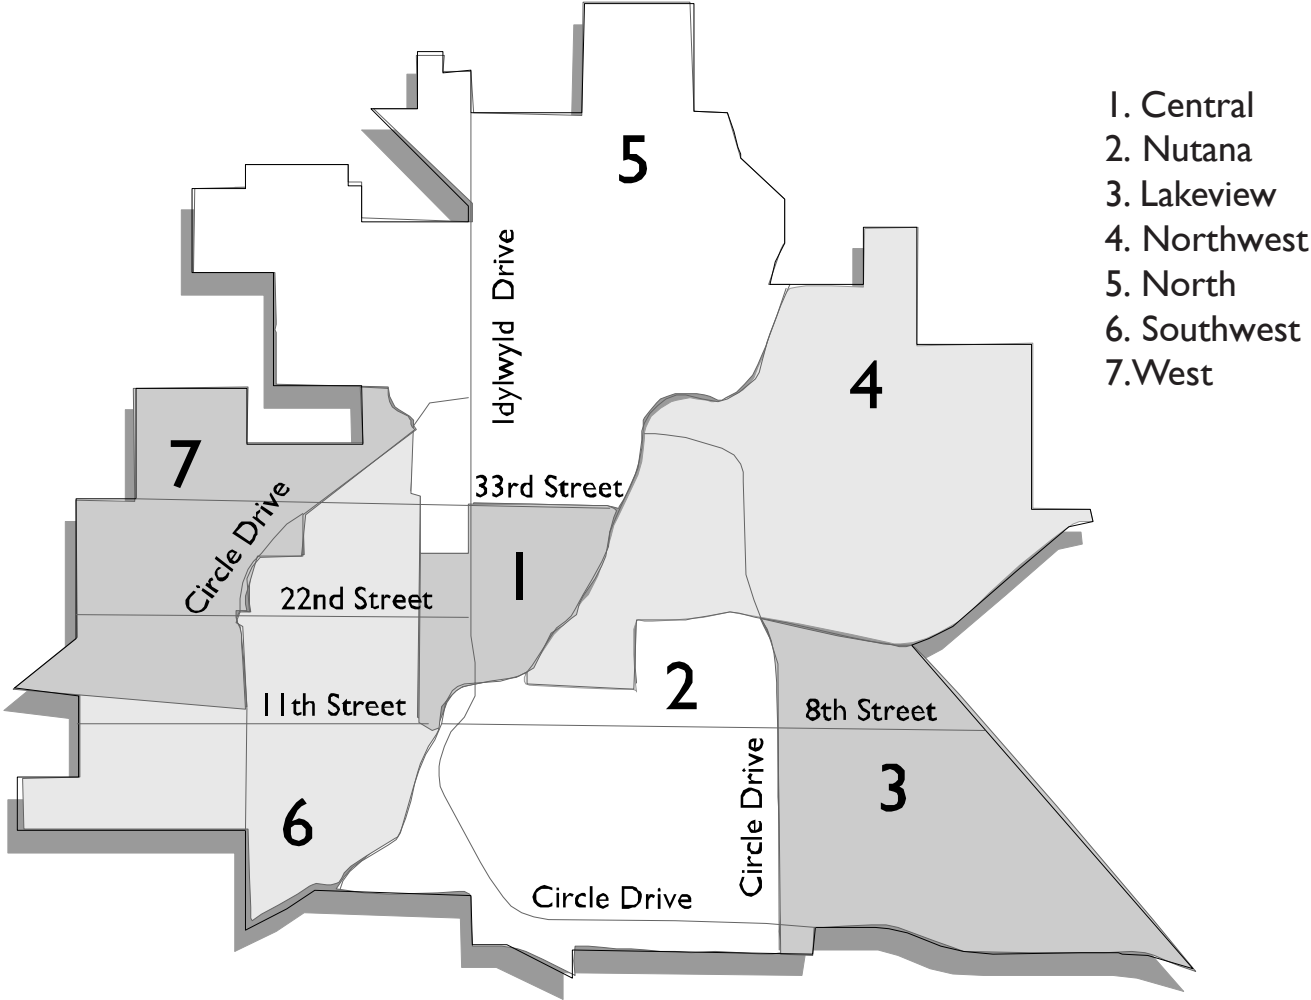 1. Central
2. Nutana
3. Lakeview
4. Northwest
5. North
6. Southwest
7.West
5
Idylwyld Drive
4
7
33rd Street
Circle Drive
1
22nd Street
2
11th Street
8th Street
Circle Drive
3
6
Circle Drive